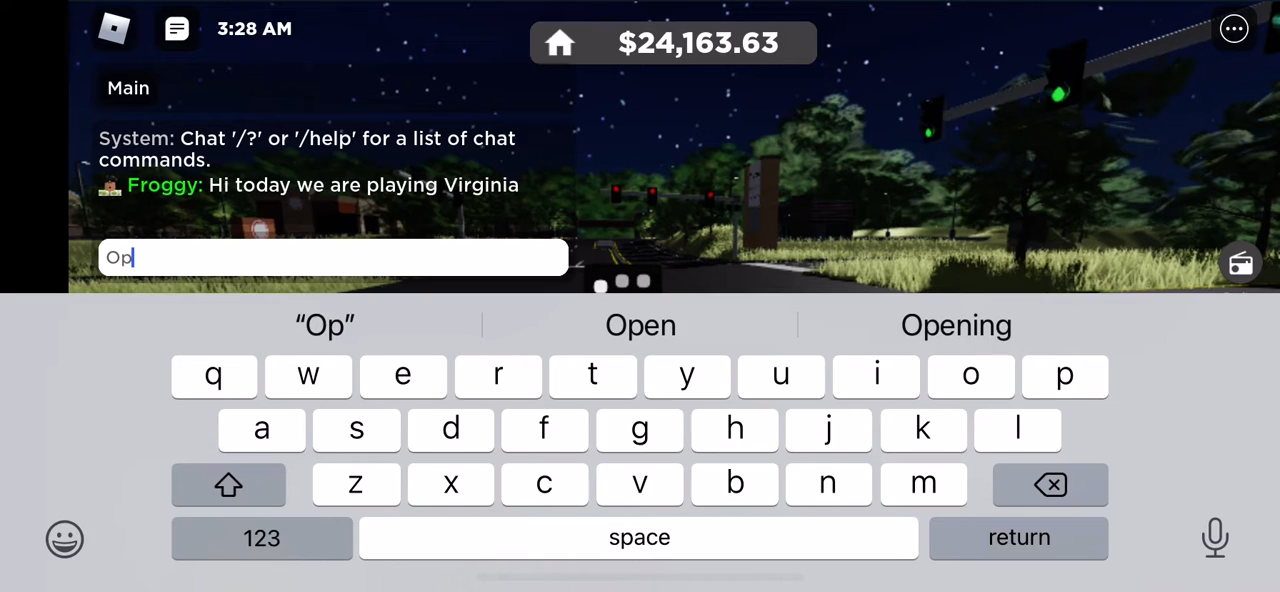 3:28 AM
$24,163.63
Main
System: Chat '/?' or '/help' for a list of chat
commands.
Froggy: Hi today we are playing Virginia
Op
“Op” Open Opening
q w e r t y u i o p
a s d f g h j k l
z x c v b n m
123 space return